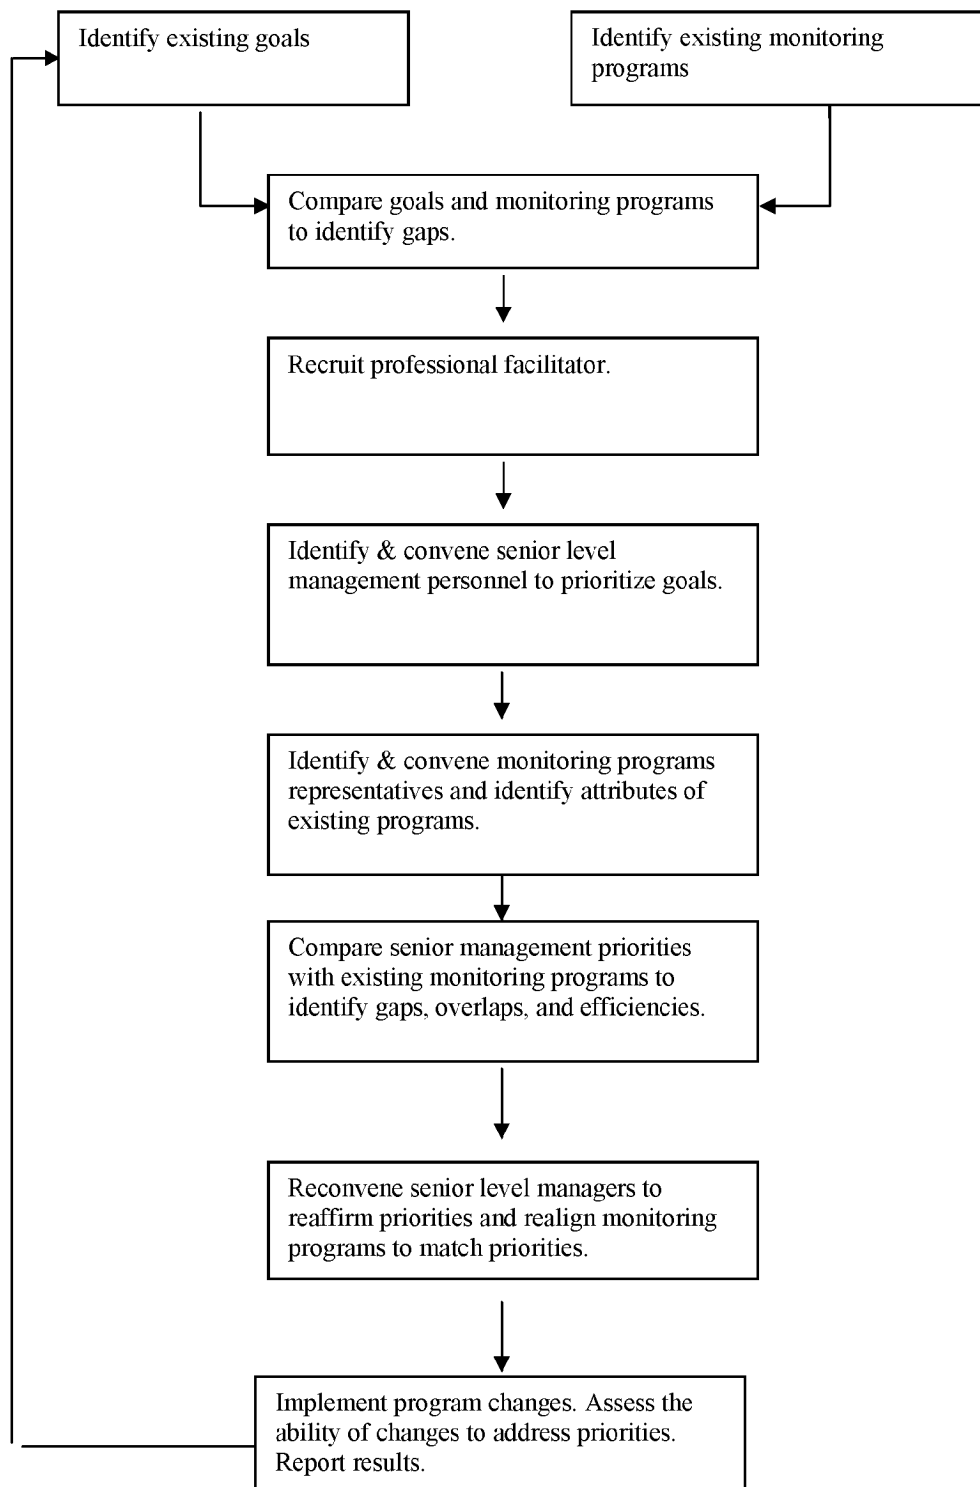 Identify existing goals
Identify existing monitoring
programs
Compare goals and monitoring programs
to identify gaps.
Recruit professional facilitator.
Identify & convene senior level
management personnel to prioritize goals.
Identify & convene monitoring programs
representatives and identify attributes of
existing programs.
Compare senior management priorities
with existing monitoring programs to
identify gaps, overlaps, and efficiencies.
Reconvene senior level managers to
reaffirm priorities and realign monitoring
programs to match priorities.
Implement program changes. Assess the
ability of changes to address priorities.
Report results.